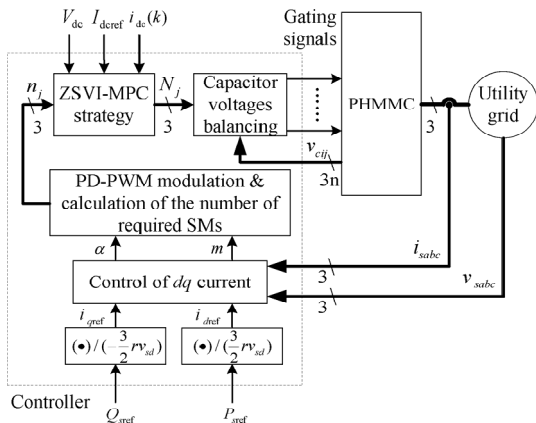 V_dc I_dcref i_dc(k)
Gating
signals
n_j
ZSVI-MPC
strategy
N_j
Capacitor
voltages
balancing
PHMMC
Utility
grid
3
3
3
v_cij
3n
PD-PWM modulation &
calculation of the number of
required SMs
i_sabc
α
m
v_sabc
Control of dq current
3
3
i_qref
i_dref
(•)/(-3/2 rv_sd)
(•)/(3/2 rv_sd)
Controller
Q_sref
P_sref